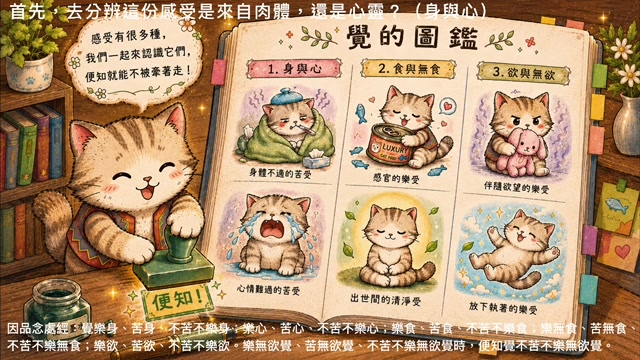 首先，去分辨這份感受是來自肉體，還是心靈？（身與心）
感受有很多種，
我們一起來認識它們，
便知就能不被牽著走！
覺的圖鑑
1. 身與心
2. 食與無食
3. 欲與無欲
LUXURY
身體不適的苦受
感官的樂受
伴隨欲望的樂受
心情難過的苦受
出世間的清淨受
放下執著的樂受
便知！
因品念處經：覺樂身、苦身、不苦不樂身；樂心、苦心、不苦不樂心；樂食、苦食、不苦不樂食；樂無食、苦無食、
不苦不樂無食；樂欲、苦欲、不苦不樂欲。樂無欲覺、苦無欲覺、不苦不樂無欲覺時，便知覺不苦不樂無欲覺。